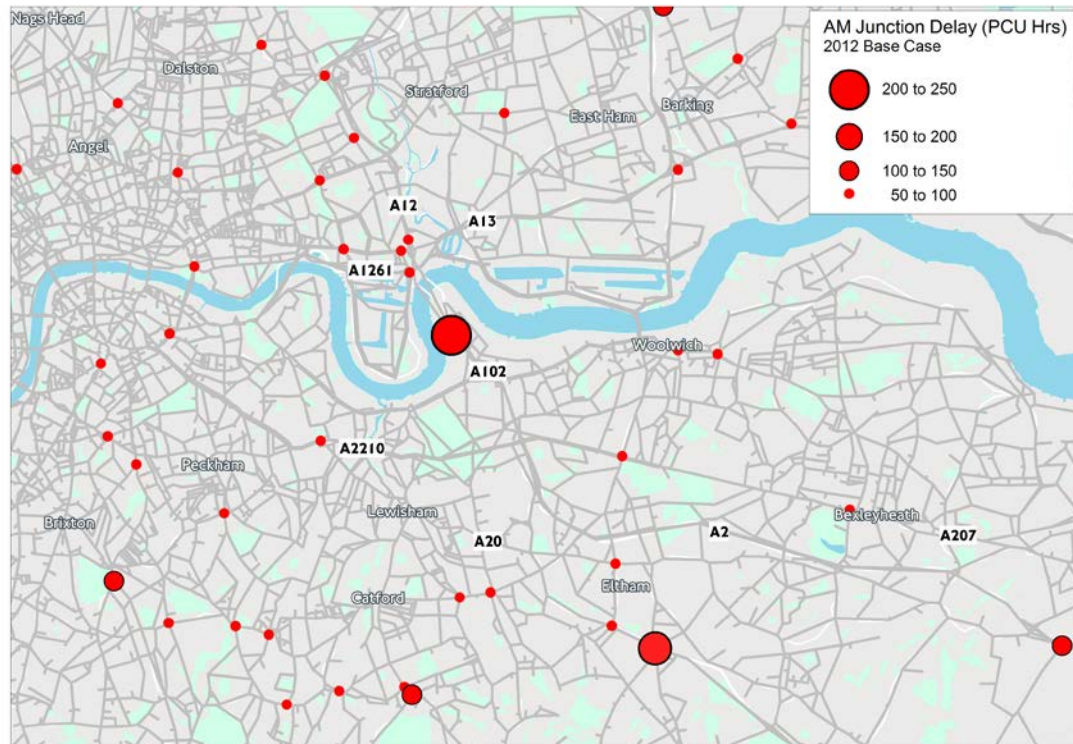 Nags Head
Dalston
Stratford
East Ham
Barking
Angel
A12
A13
A1261
Woolwich
A102
A2210
Peckham
Lewisham
Brixton
A20
A2
Bexleyheath
A207
Eltham
Catford
AM Junction Delay (PCU Hrs)
2012 Base Case
200 to 250
150 to 200
100 to 150
50 to 100